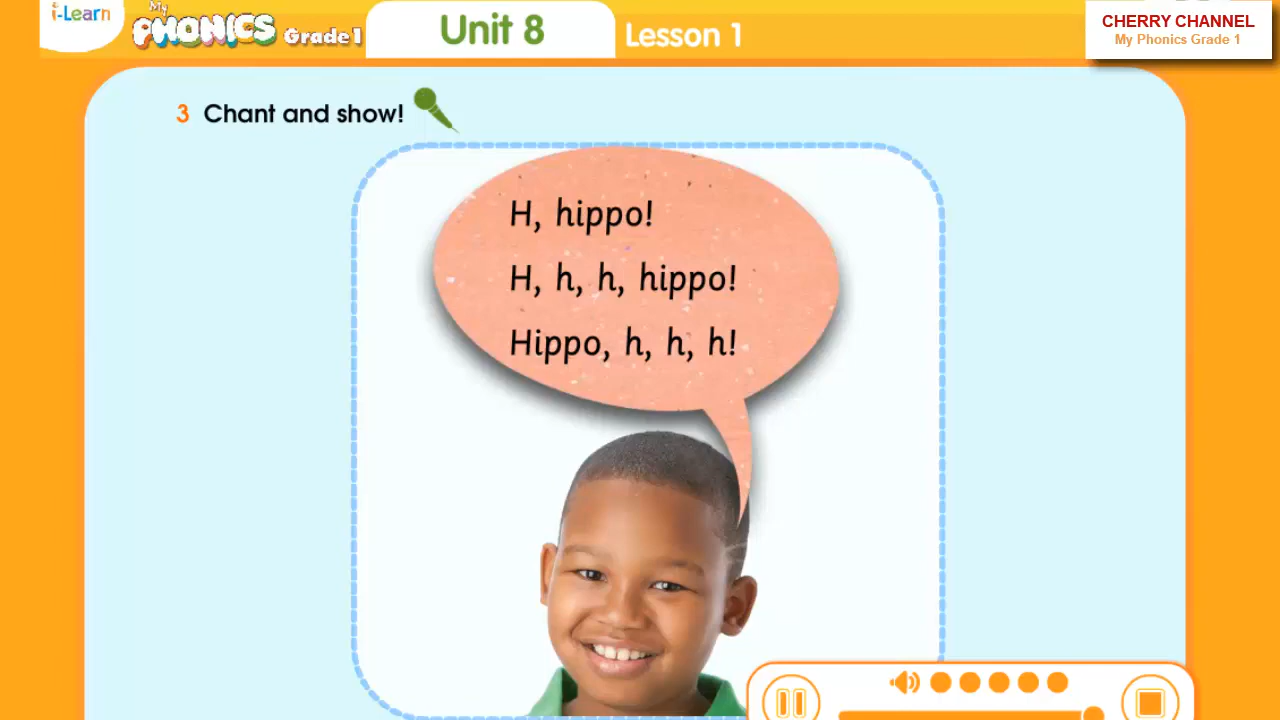 i-Learn
My
PHONICS Grade 1
Unit 8
Lesson 1
CHERRY CHANNEL
My Phonics Grade 1
3 Chant and show!
H, hippo!
H, h, h, hippo!
Hippo, h, h, h!